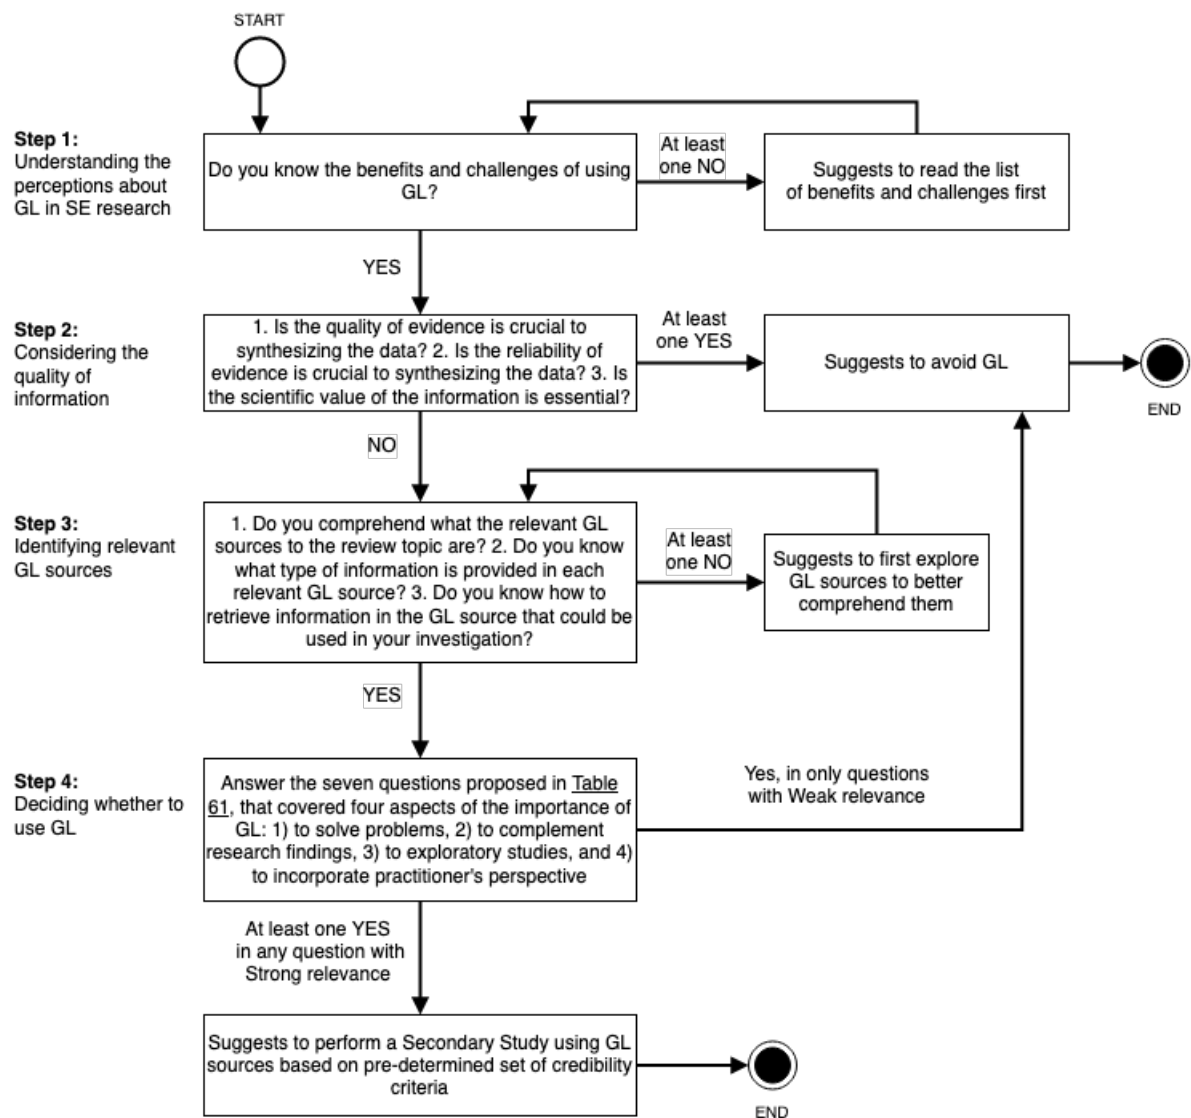 START
Step 1:
Understanding the
perceptions about
GL in SE research
Do you know the benefits and challenges of using
GL?
At least
one NO
Suggests to read the list
of benefits and challenges first
YES
Step 2:
Considering the
quality of
information
1. Is the quality of evidence is crucial to
synthesizing the data? 2. Is the reliability of
evidence is crucial to synthesizing the data? 3. Is
the scientific value of the information is essential?
At least
one YES
Suggests to avoid GL
END
NO
Step 3:
Identifying relevant
GL sources
1. Do you comprehend what the relevant GL
sources to the review topic are? 2. Do you know
what type of information is provided in each
relevant GL source? 3. Do you know how to
retrieve information in the GL source that could be
used in your investigation?
At least
one NO
Suggests to first explore
GL sources to better
comprehend them
YES
Step 4:
Deciding whether to
use GL
Answer the seven questions proposed in Table
61, that covered four aspects of the importance of
GL: 1) to solve problems, 2) to complement
research findings, 3) to exploratory studies, and 4)
to incorporate practitioner's perspective
Yes, in only questions
with Weak relevance
At least one YES
in any question with
Strong relevance
Suggests to perform a Secondary Study using GL
sources based on pre-determined set of credibility
criteria
END